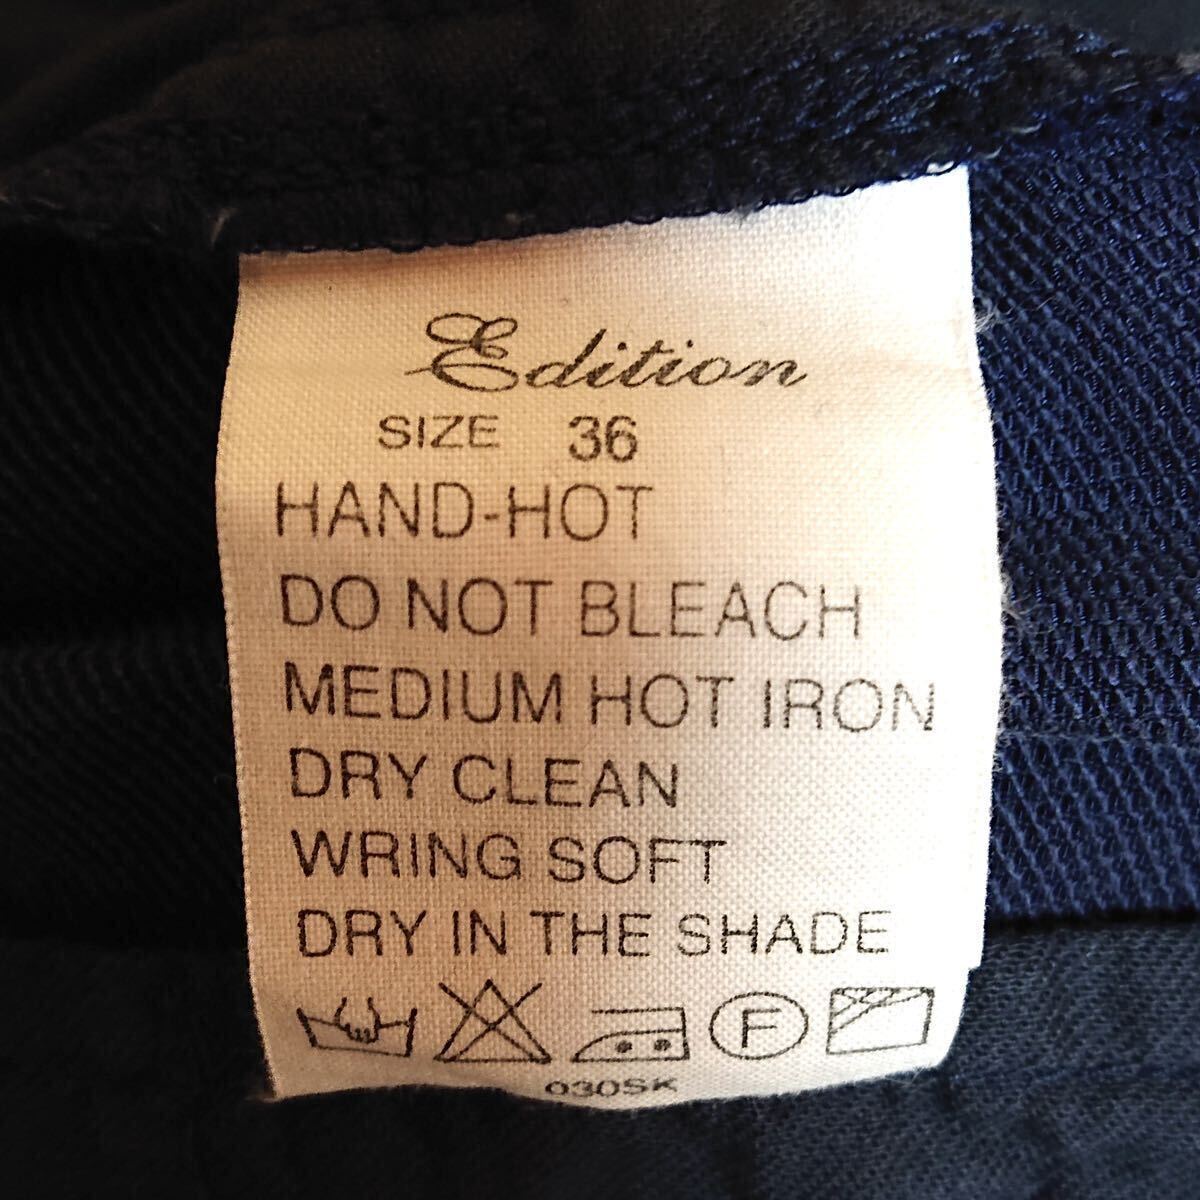 Edition
SIZE 36
HAND-HOT
DO NOT BLEACH
MEDIUM HOT IRON
DRY CLEAN
WRING SOFT
DRY IN THE SHADE
F
030SK